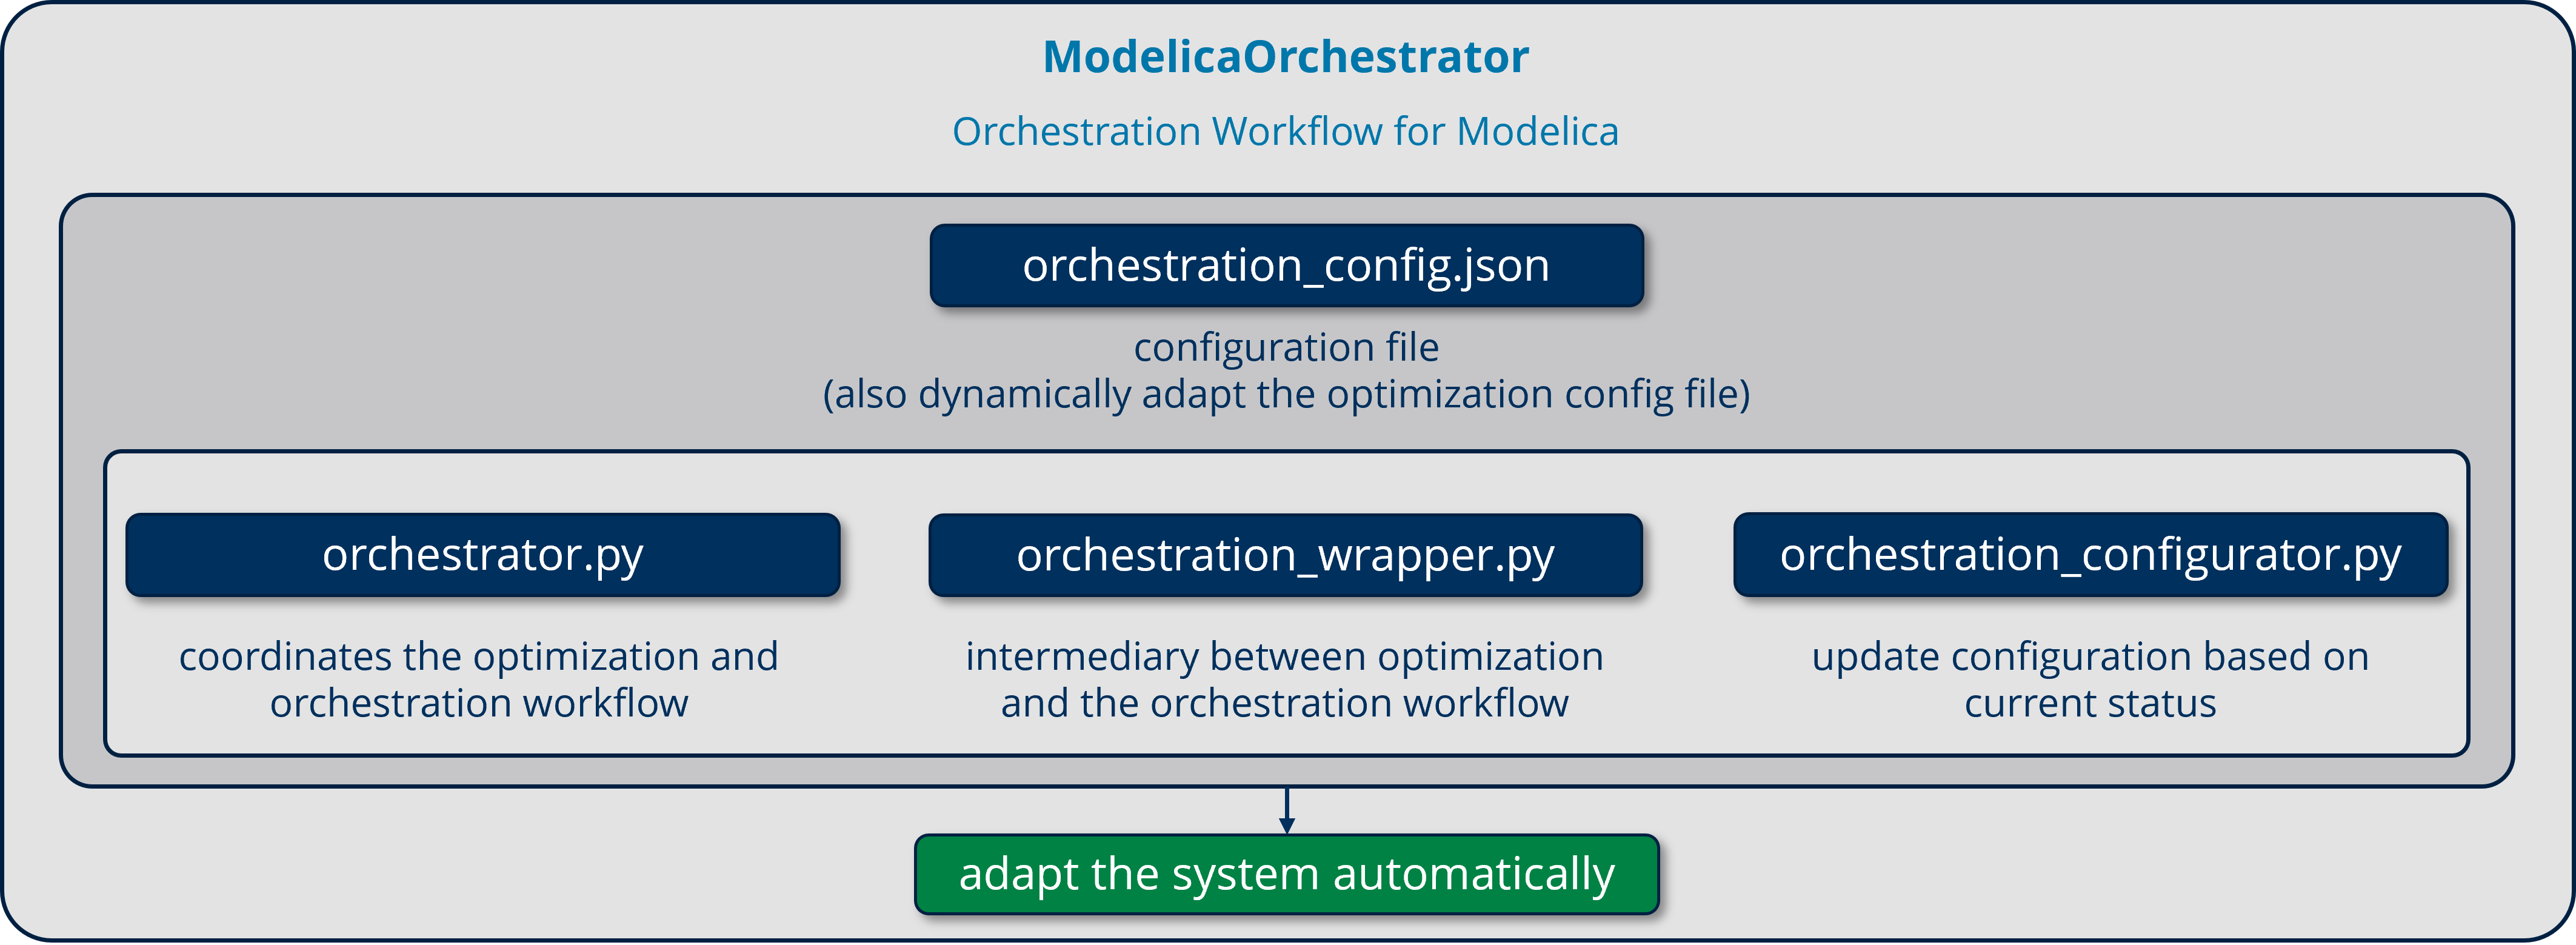 ModelicaOrchestrator
Orchestration Workflow for Modelica
orchestration_config.json
configuration file
(also dynamically adapt the optimization config file)
orchestrator.py
coordinates the optimization and
orchestration workflow
orchestration_wrapper.py
intermediary between optimization
and the orchestration workflow
orchestration_configurator.py
update configuration based on
current status
adapt the system automatically